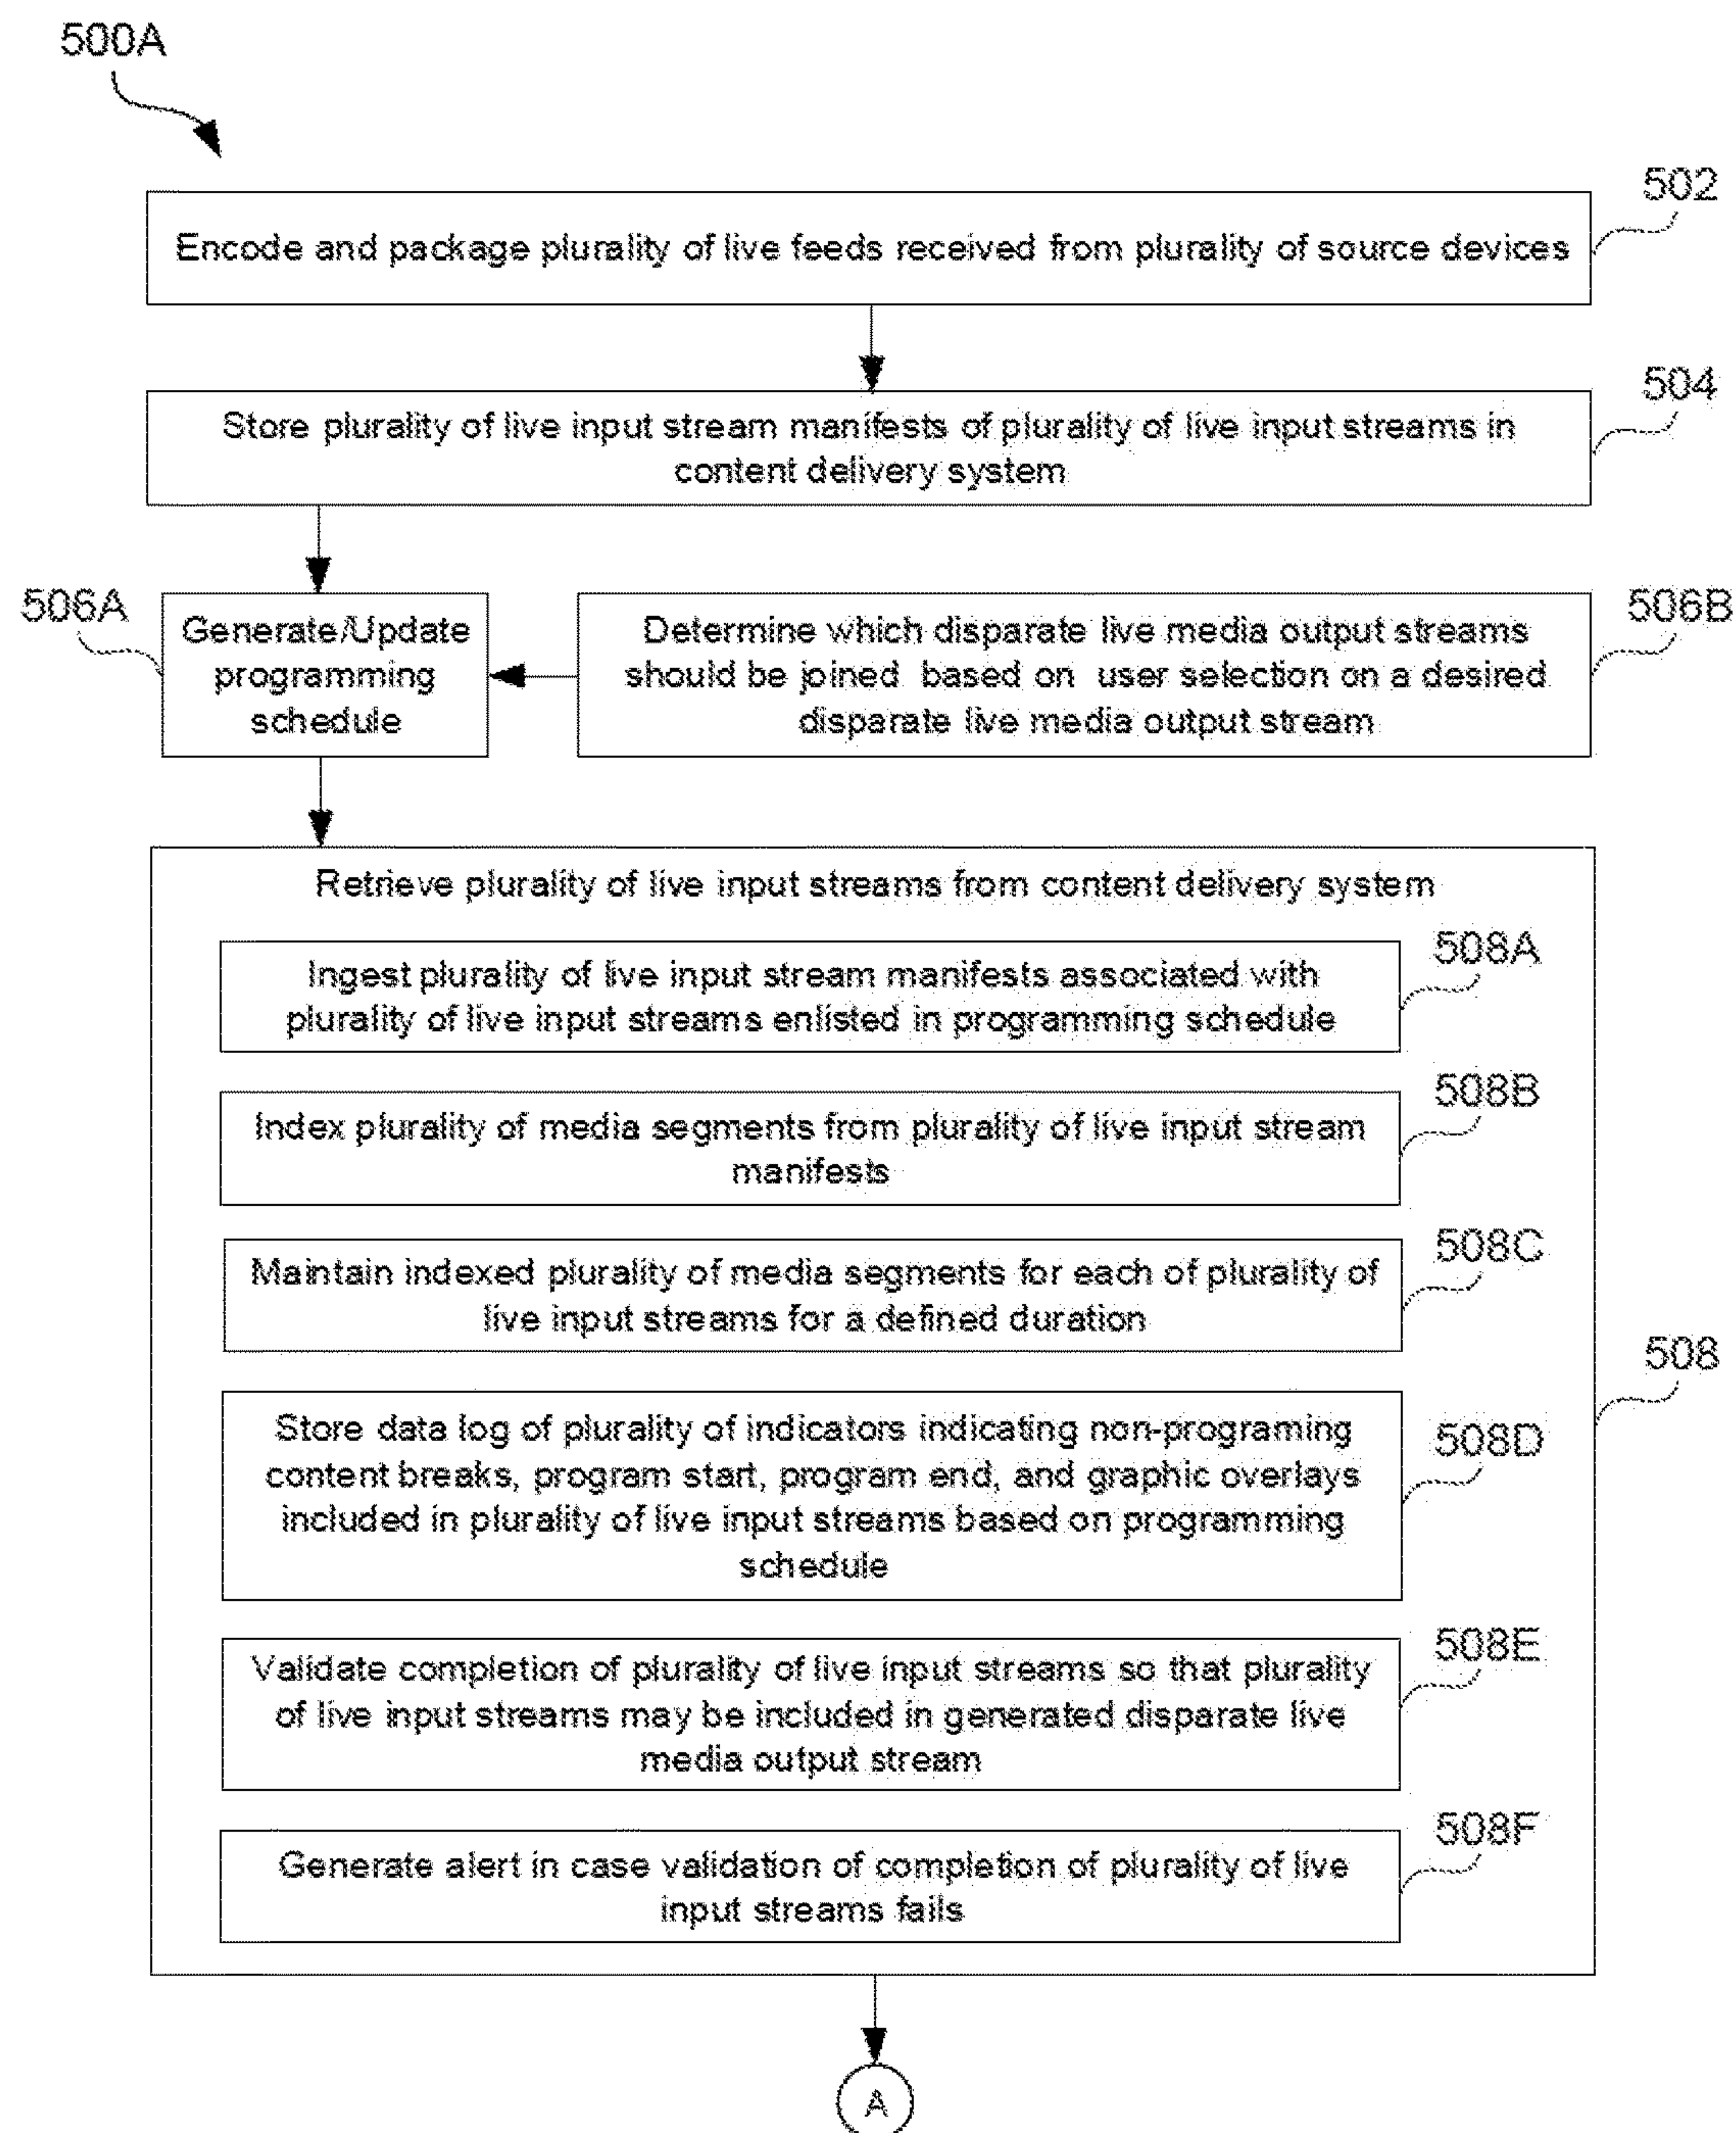 500A
502
Encode and package plurality of live feeds received from plurality of source devices
504
Store plurality of live input stream manifests of plurality of live input streams in
content delivery system
506A
Generate/Update
programming
schedule
506B
Determine which disparate live media output streams
should be joined based on user selection on a desired
disparate live media output stream
Retrieve plurality of live input streams from content delivery system
508A
Ingest plurality of live input stream manifests associated with
plurality of live input streams enlisted in programming schedule
508B
Index plurality of media segments from plurality of live input stream
manifests
508C
Maintain indexed plurality of media segments for each of plurality of
live input streams for a defined duration
508
508D
Store data log of plurality of indicators indicating non-programing
content breaks, program start, program end, and graphic overlays
included in plurality of live input streams based on programming
schedule
508E
Validate completion of plurality of live input streams so that plurality
of live input streams may be included in generated disparate live
media output stream
508F
Generate alert in case validation of completion of plurality of live
input streams fails
A